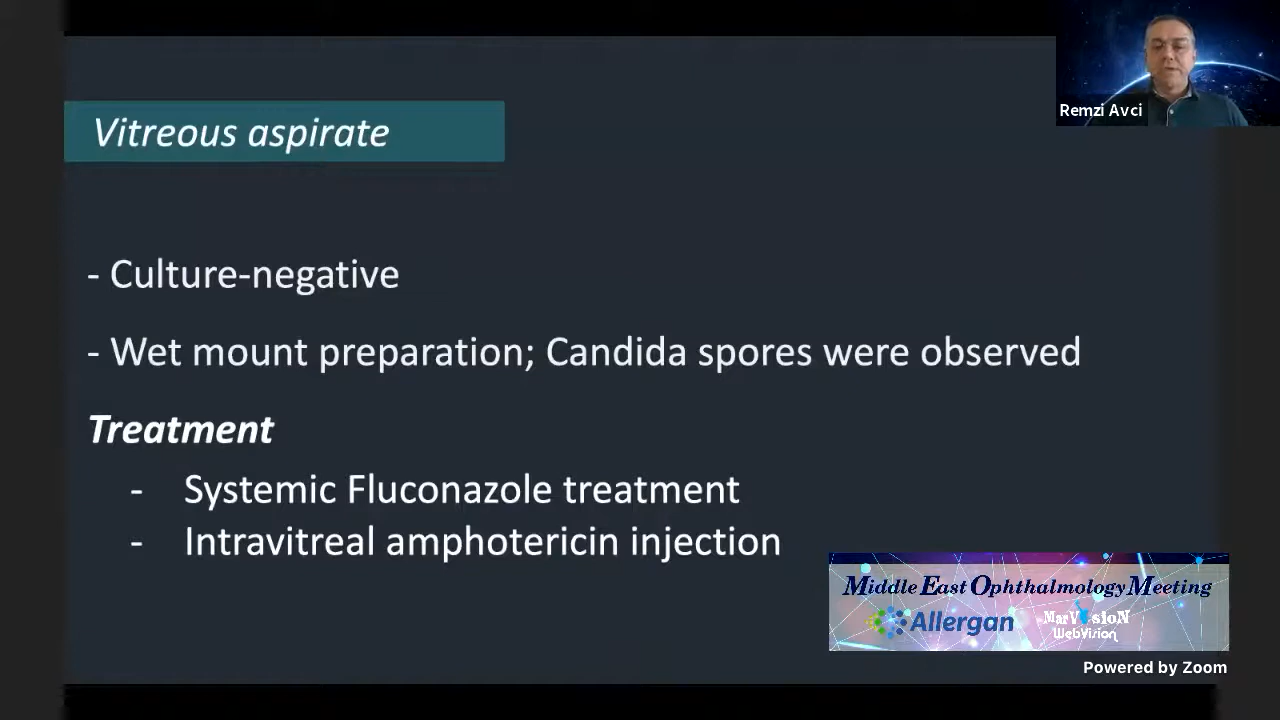 Remzi Avci
Vitreous aspirate
- Culture-negative
- Wet mount preparation; Candida spores were observed
Treatment
- Systemic Fluconazole treatment
- Intravitreal amphotericin injection
Middle East Ophthalmology Meeting
Allergan
MarVision
WebVision
Powered by Zoom